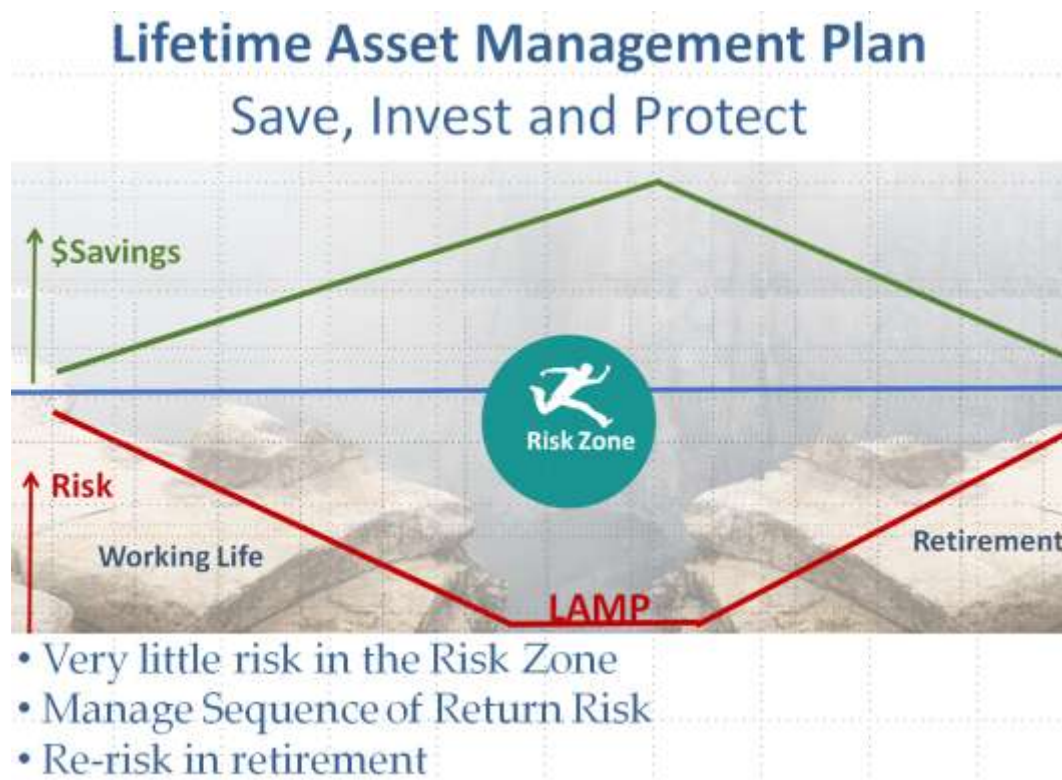 Lifetime Asset Management Plan
Save, Invest and Protect
$Savings
Risk Zone
Risk
Working Life
Retirement
LAMP
• Very little risk in the Risk Zone
• Manage Sequence of Return Risk
• Re-risk in retirement